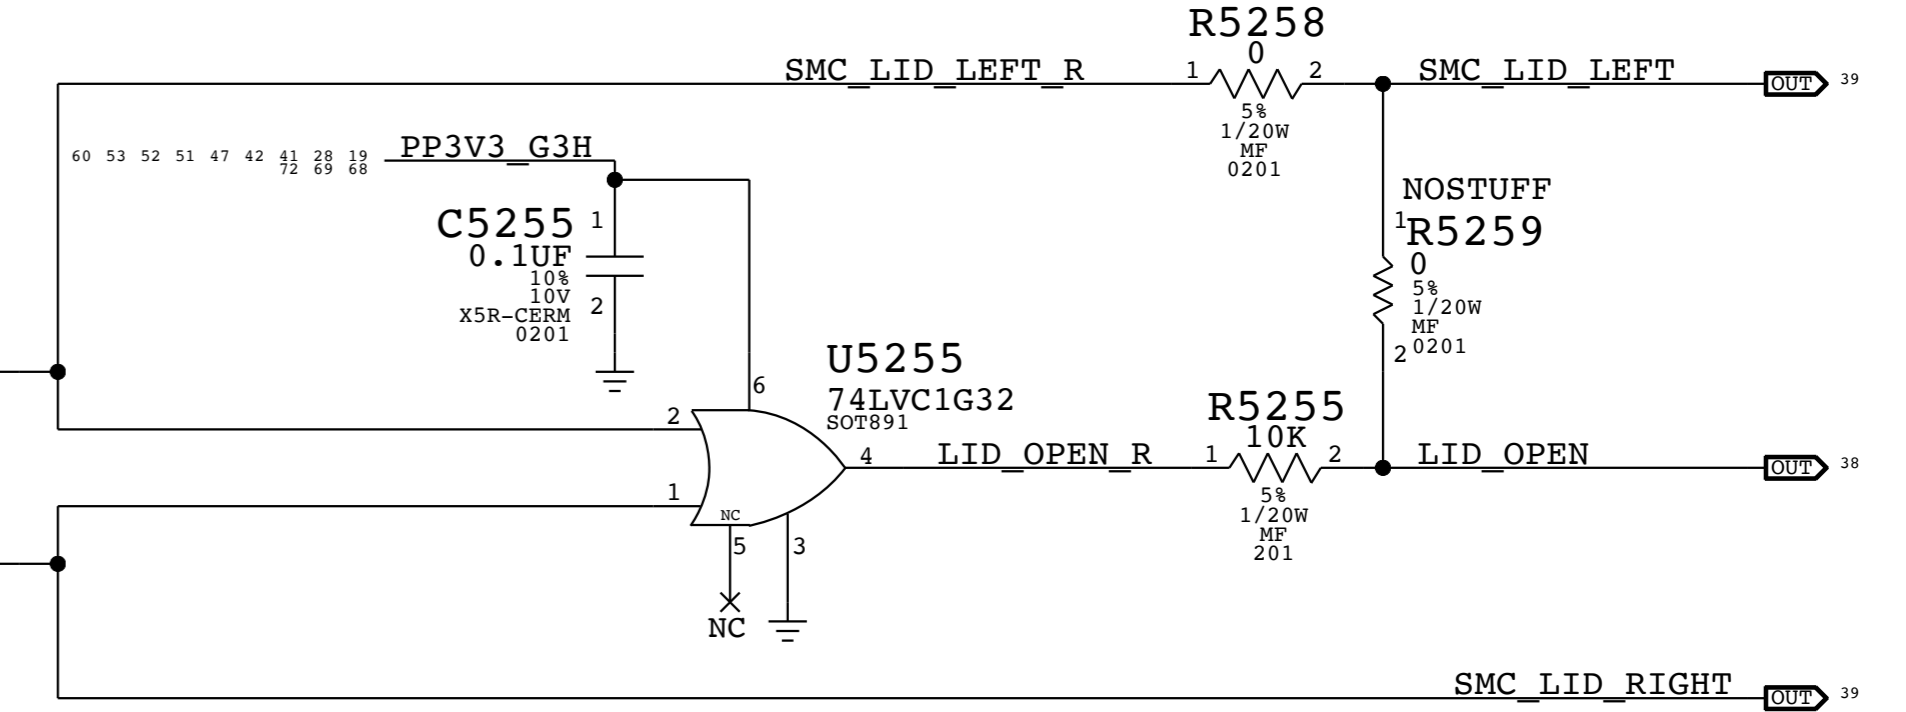 R5258
0
SMC_LID_LEFT_R
1
2
SMC_LID_LEFT
OUT
39
5%
1/20W
MF
0201
60 53 52 51 47 42 41 28 19
72 69 68
PP3V3_G3H
C5255
1
0.1UF
10%
10V
2
X5R-CERM
0201
NOSTUFF
1
R5259
0
5%
1/20W
MF
2
0201
U5255
74LVC1G32
SOT891
6
2
1
4
NC
5
3
NC
LID_OPEN_R
R5255
10K
1
2
5%
1/20W
MF
201
LID_OPEN
OUT
38
SMC_LID_RIGHT
OUT
39